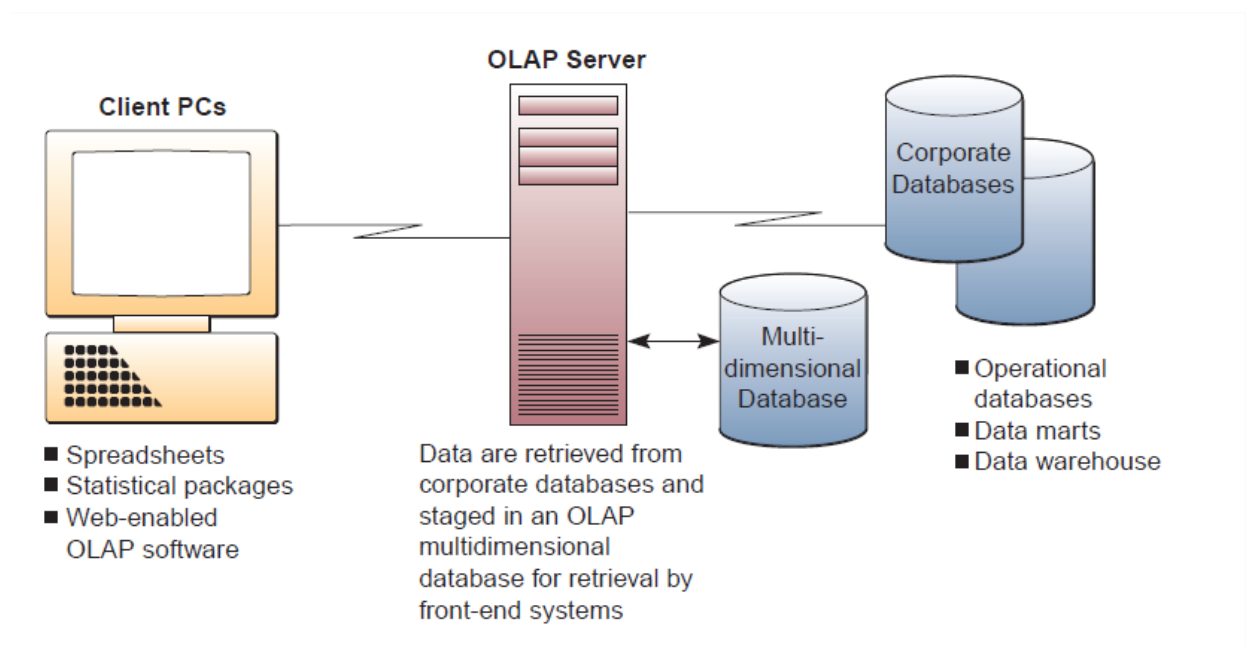 OLAP Server
Client PCs
Corporate
Databases
Multi-
dimensional
Database
■ Spreadsheets
■ Statistical packages
■ Web-enabled
OLAP software
Data are retrieved from
corporate databases and
staged in an OLAP
multidimensional
database for retrieval by
front-end systems
■ Operational
databases
■ Data marts
■ Data warehouse